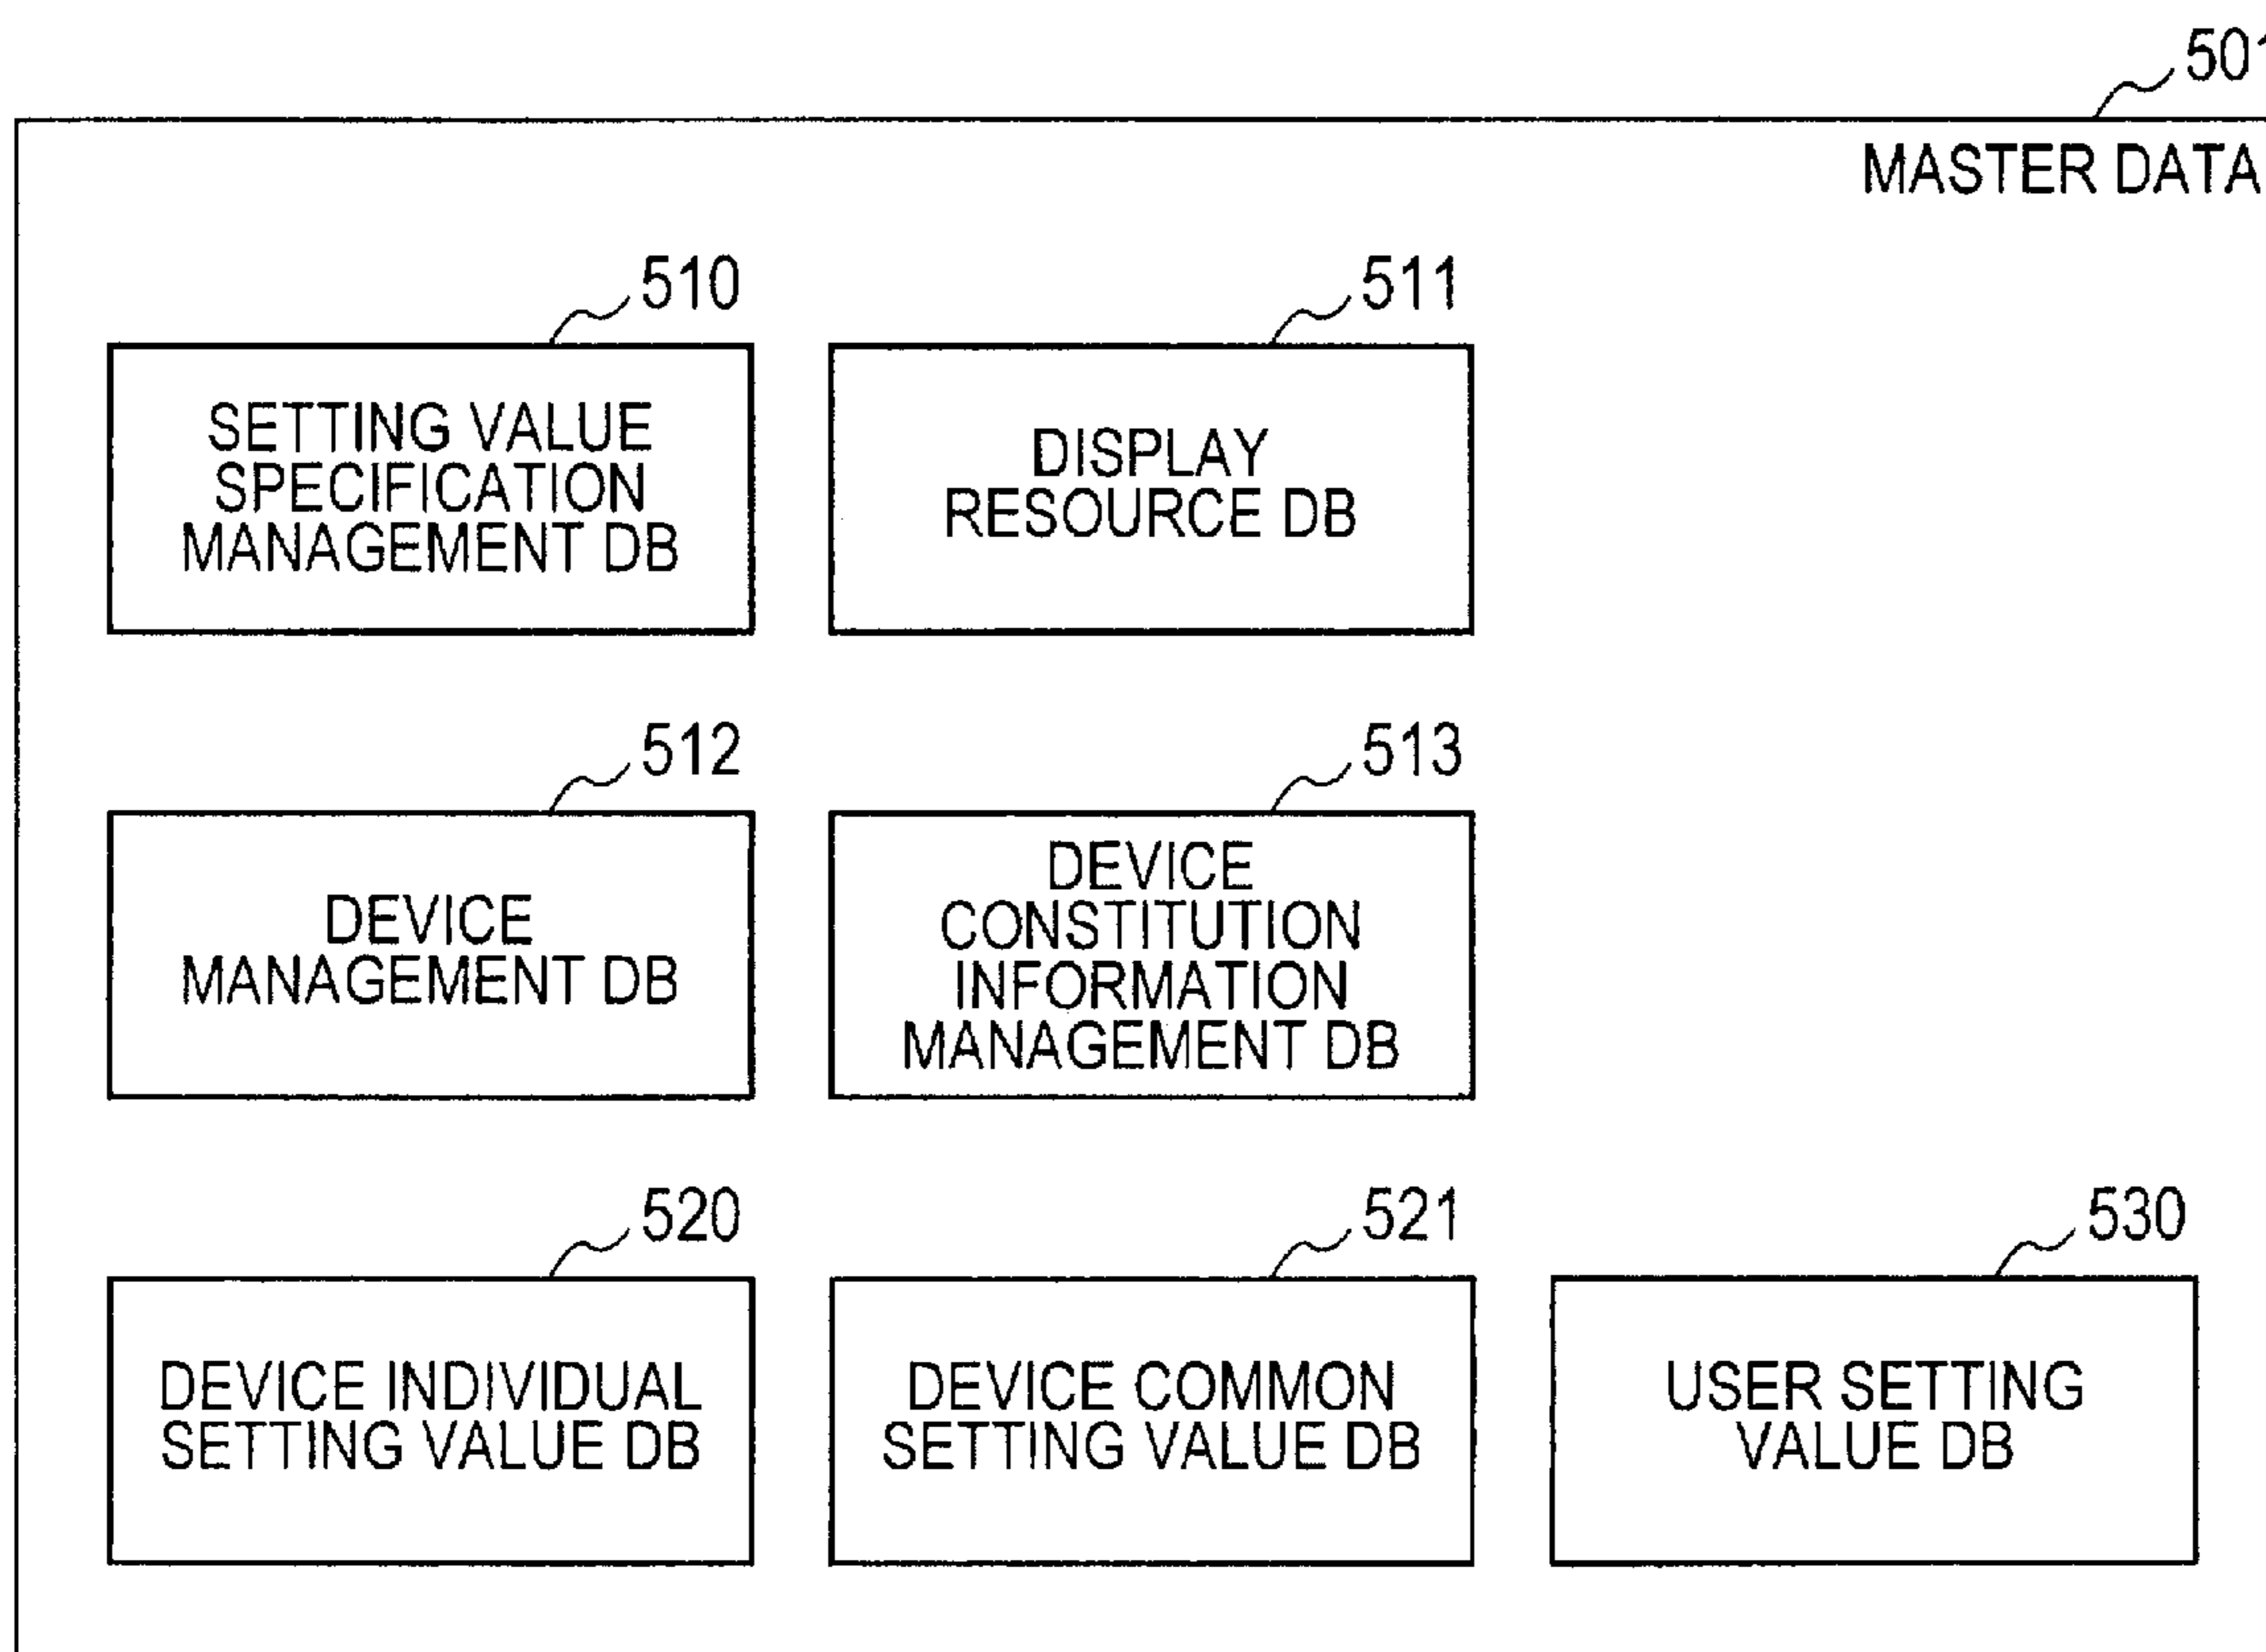 501
MASTER DATA
510
511
SETTING VALUE
SPECIFICATION
MANAGEMENT DB
DISPLAY
RESOURCE DB
512
513
DEVICE
MANAGEMENT DB
DEVICE
CONSTITUTION
INFORMATION
MANAGEMENT DB
520
521
530
DEVICE INDIVIDUAL
SETTING VALUE DB
DEVICE COMMON
SETTING VALUE DB
USER SETTING
VALUE DB